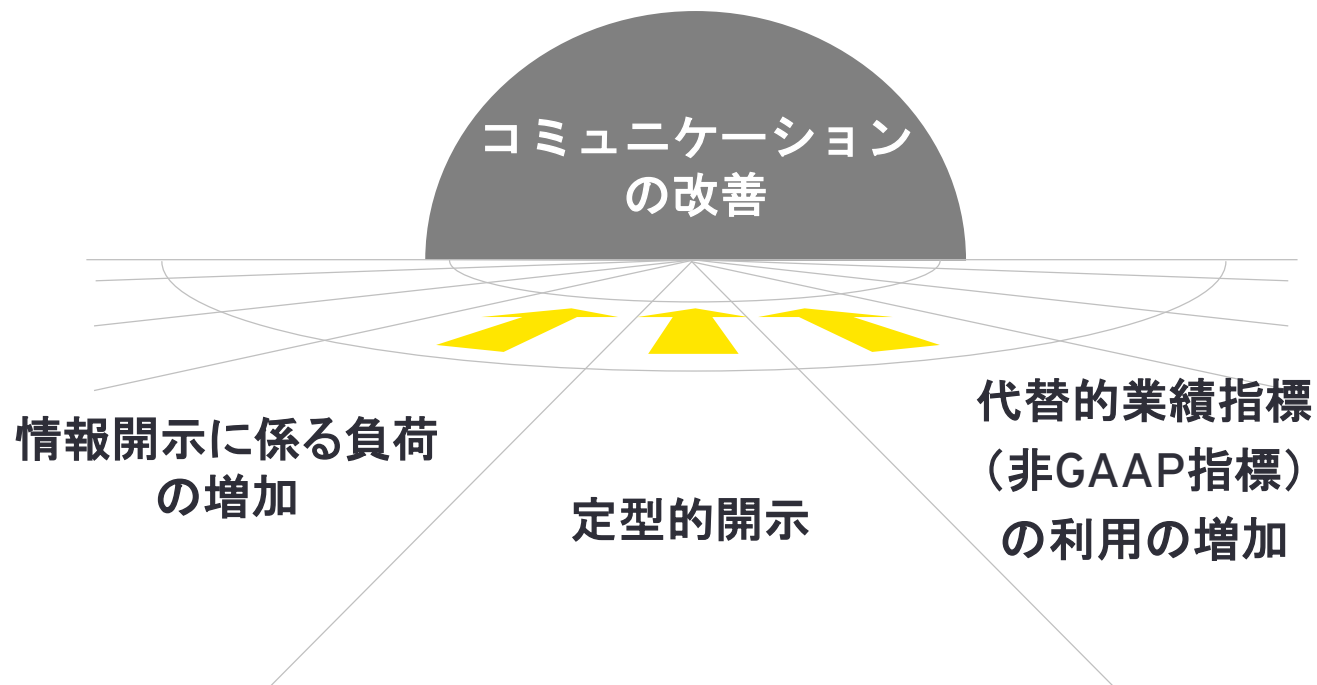 コミュニケーション
の改善
情報開示に係る負荷
の増加
定型的開示
代替的業績指標
（非GAAP指標）
の利用の増加